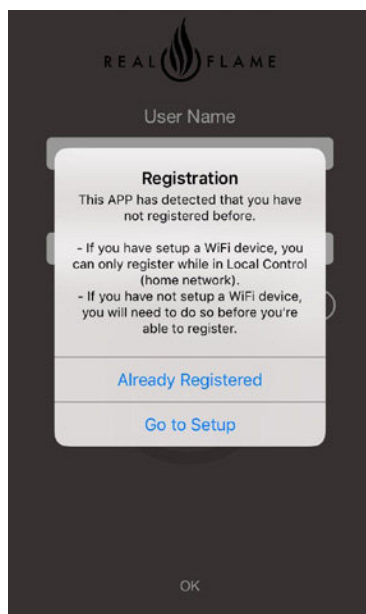 REAL FLAME
User Name
Registration
This APP has detected that you have
not registered before.
- If you have setup a WiFi device, you
can only register while in Local Control
(home network).
- If you have not setup a WiFi device,
you will need to do so before you're
able to register.
Already Registered
Go to Setup
OK